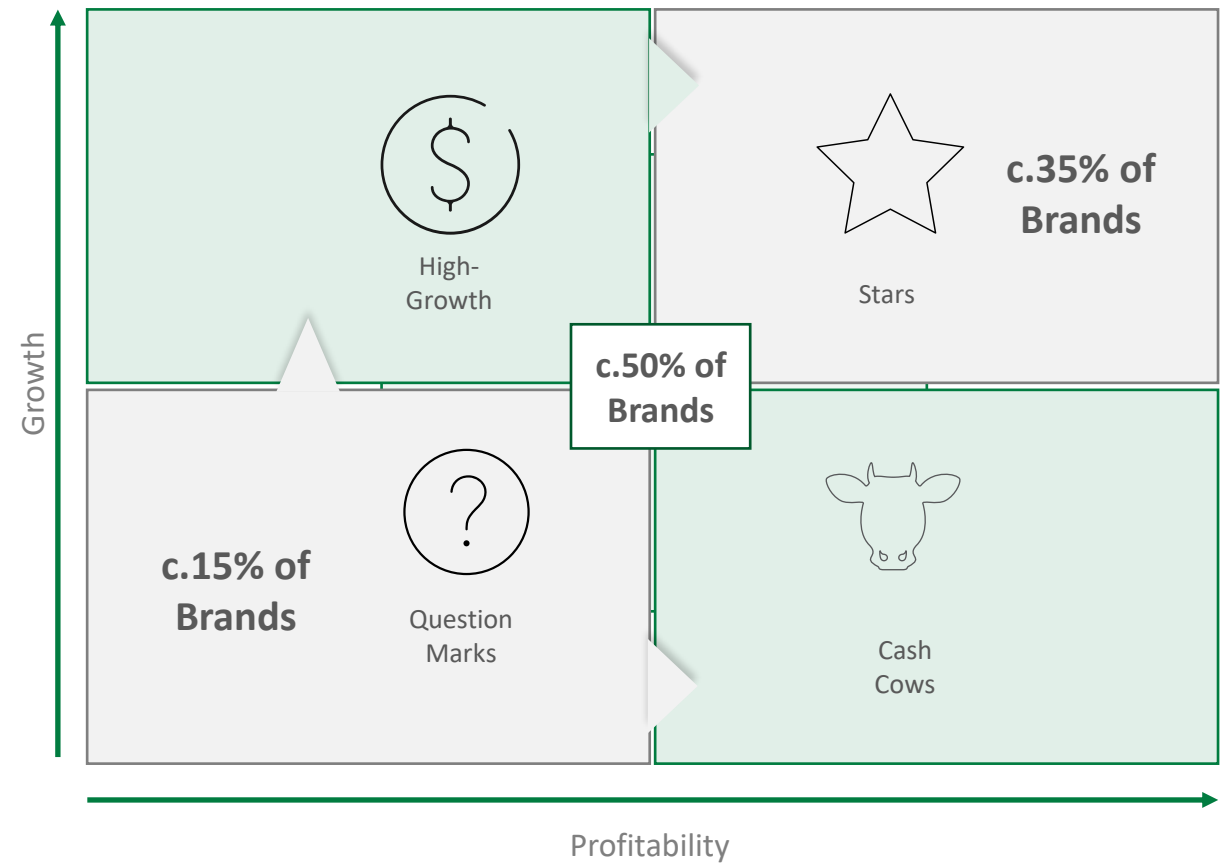 High-
Growth
Stars
c.35% of
Brands
c.50% of
Brands
c.15% of
Brands
Question
Marks
Cash
Cows
Growth
Profitability